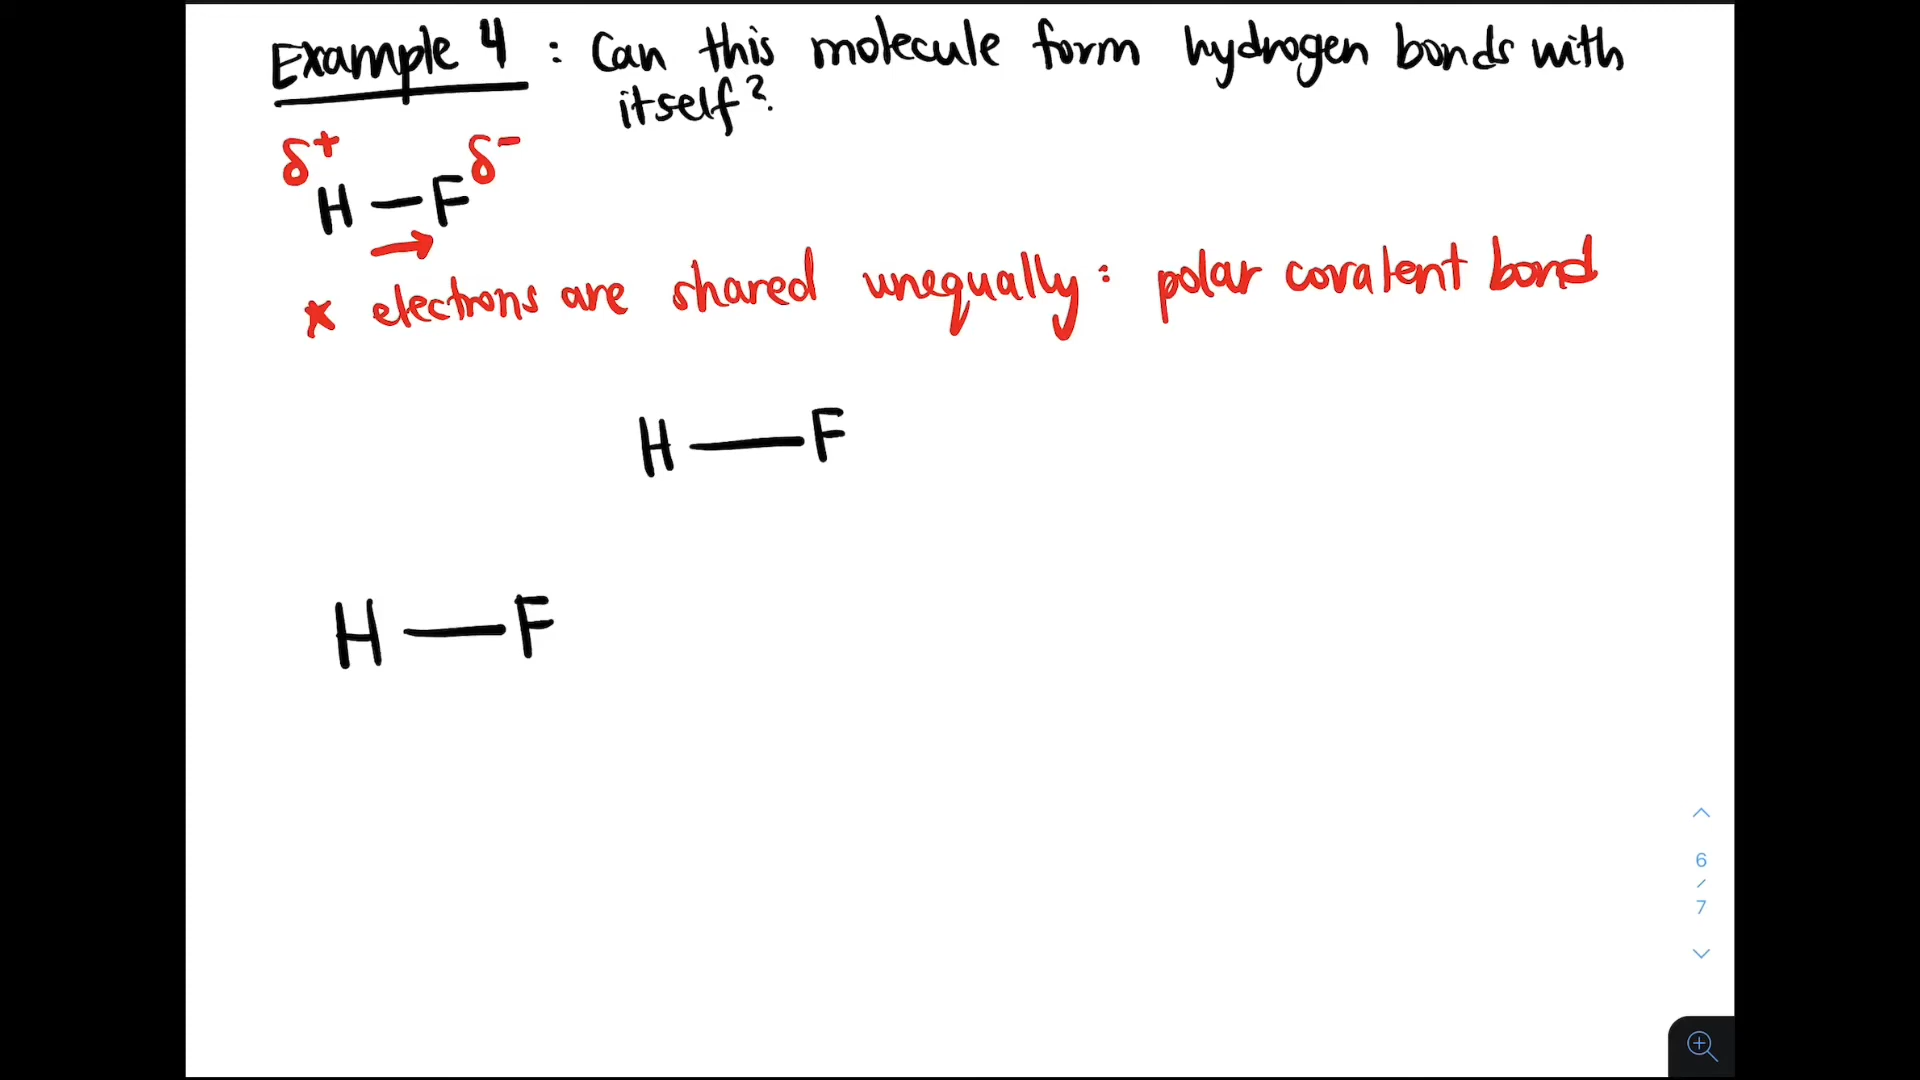 Example 4 : Can this molecule form hydrogen bonds with
itself?
δ+ δ-
H — F
* electrons are shared unequally: polar covalent bond
H — F
H — F
6
/
7